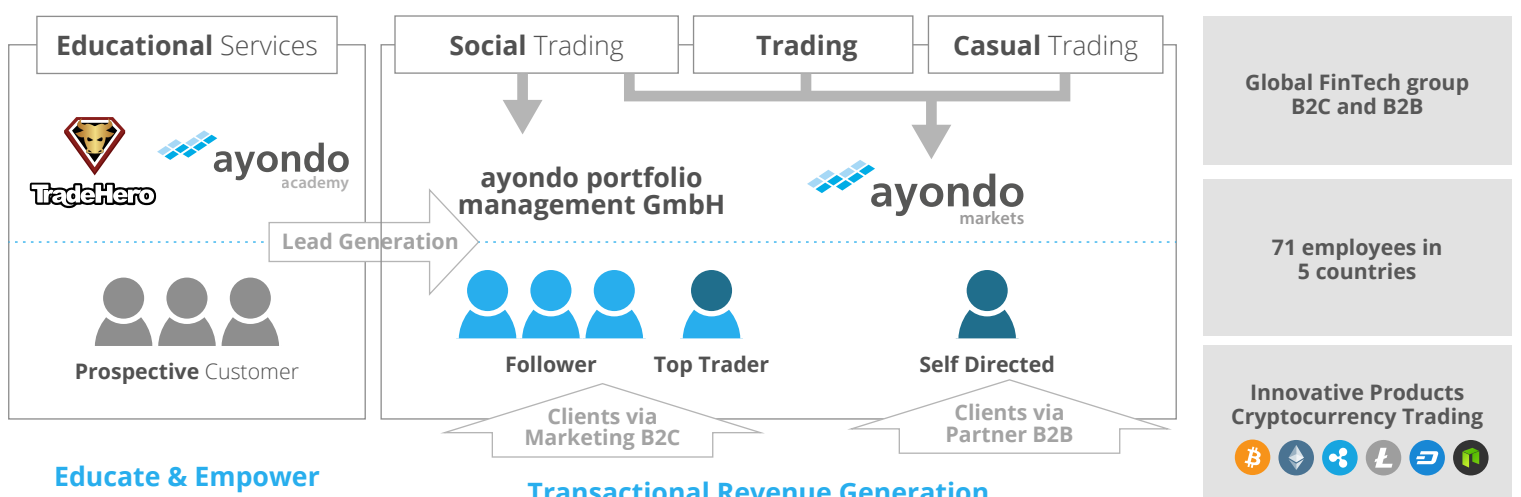 Educational Services
TradeHero
ayondo
academy
Prospective Customer
Educate & Empower
Lead Generation
Social Trading
Trading
Casual Trading
ayondo portfolio
management GmbH
ayondo
markets
Follower
Top Trader
Self Directed
Clients via
Marketing B2C
Clients via
Partner B2B
Transactional Revenue Generation
Global FinTech group
B2C and B2B
71 employees in
5 countries
Innovative Products
Cryptocurrency Trading